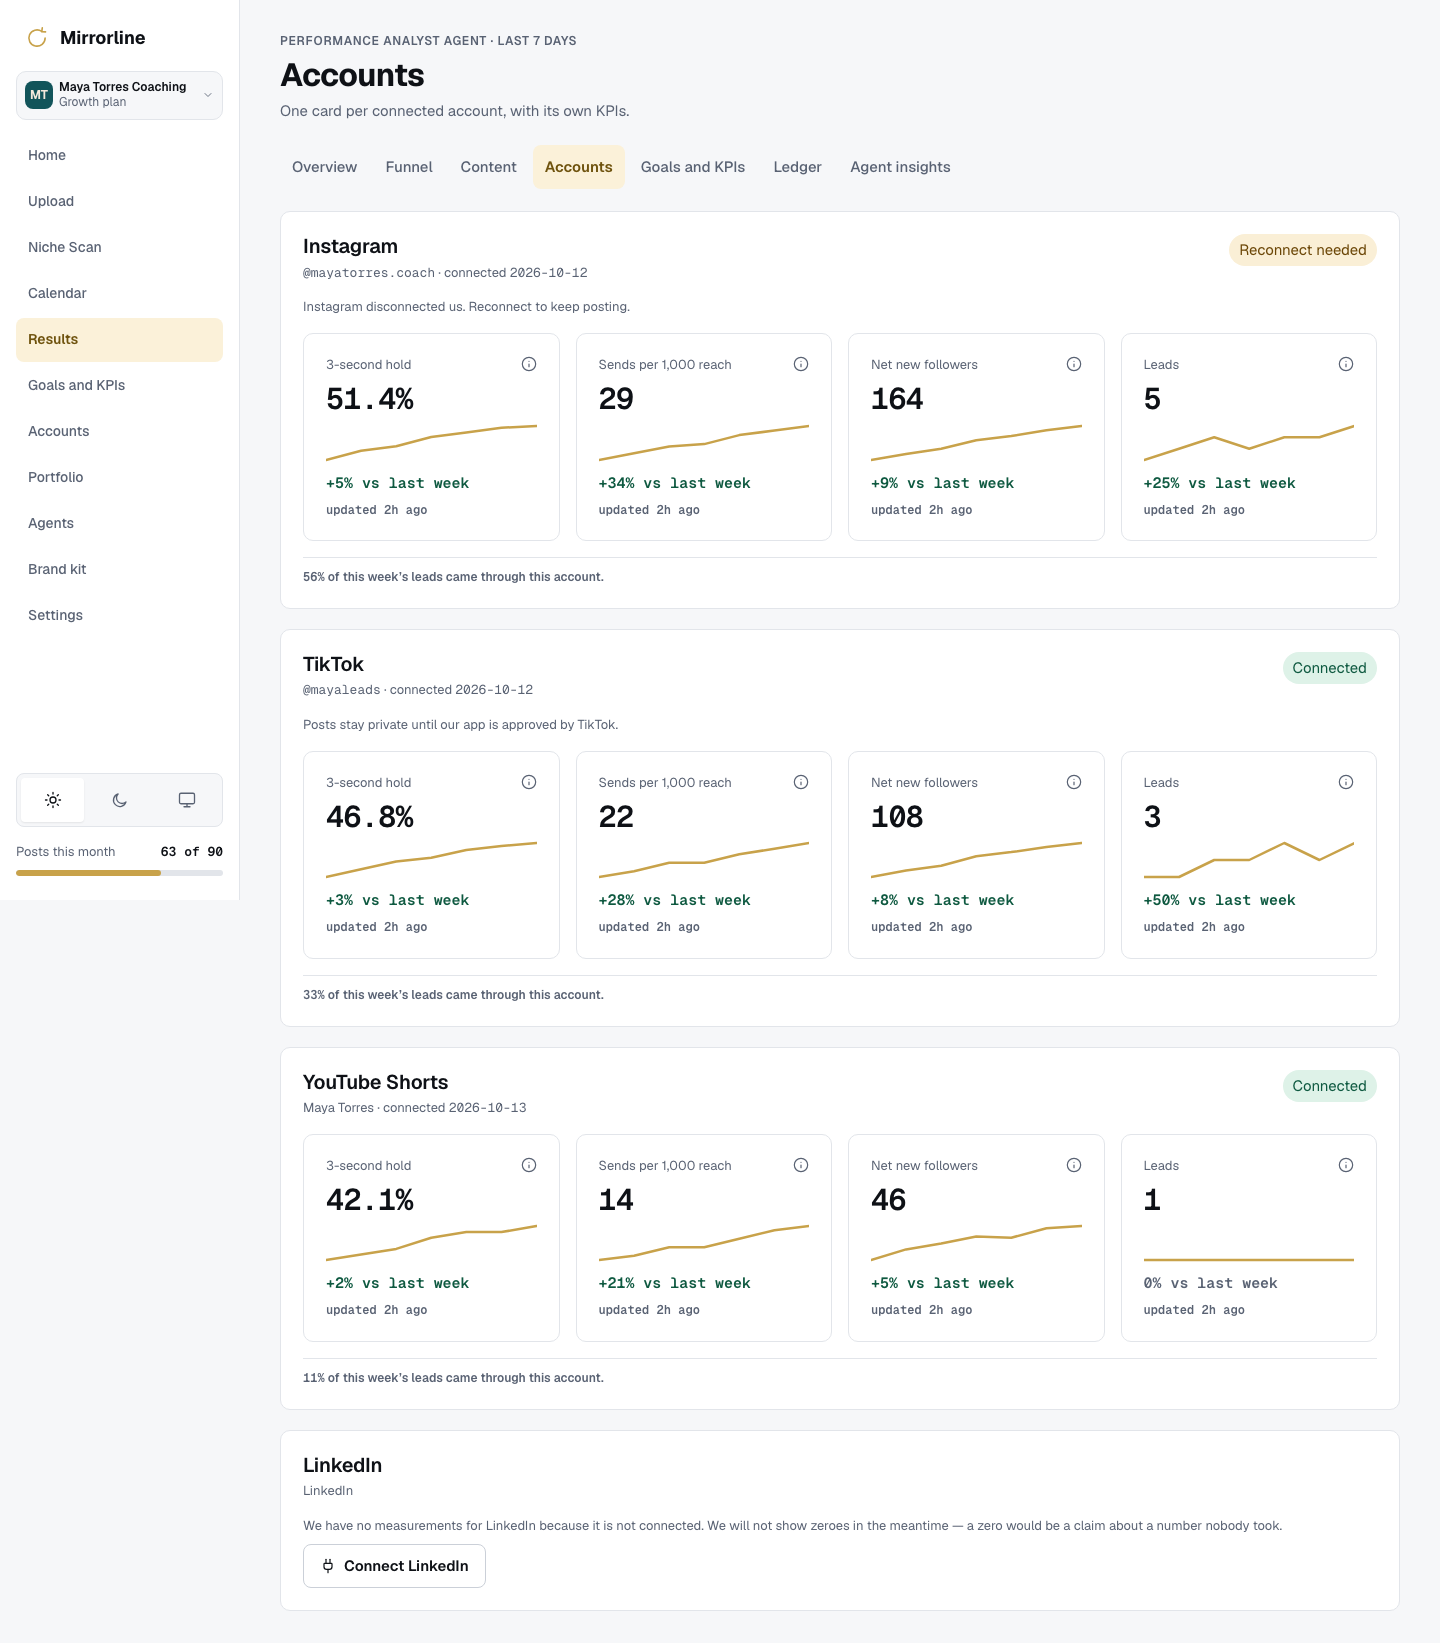 Mirrorline
MT
Maya Torres Coaching
Growth plan
Home
Upload
Niche Scan
Calendar
Results
Goals and KPIs
Accounts
Portfolio
Agents
Brand kit
Settings
Posts this month
63 of 90
PERFORMANCE ANALYST AGENT · LAST 7 DAYS
Accounts
One card per connected account, with its own KPIs.
Overview
Funnel
Content
Accounts
Goals and KPIs
Ledger
Agent insights
Instagram
Reconnect needed
@mayatorres.coach · connected 2026-10-12
Instagram disconnected us. Reconnect to keep posting.
3-second hold
51.4%
+5% vs last week
updated 2h ago
Sends per 1,000 reach
29
+34% vs last week
updated 2h ago
Net new followers
164
+9% vs last week
updated 2h ago
Leads
5
+25% vs last week
updated 2h ago
56% of this week's leads came through this account.
TikTok
Connected
@mayaleads · connected 2026-10-12
Posts stay private until our app is approved by TikTok.
3-second hold
46.8%
+3% vs last week
updated 2h ago
Sends per 1,000 reach
22
+28% vs last week
updated 2h ago
Net new followers
108
+8% vs last week
updated 2h ago
Leads
3
+50% vs last week
updated 2h ago
33% of this week's leads came through this account.
YouTube Shorts
Connected
Maya Torres · connected 2026-10-13
3-second hold
42.1%
+2% vs last week
updated 2h ago
Sends per 1,000 reach
14
+21% vs last week
updated 2h ago
Net new followers
46
+5% vs last week
updated 2h ago
Leads
1
0% vs last week
updated 2h ago
11% of this week's leads came through this account.
LinkedIn
LinkedIn
We have no measurements for LinkedIn because it is not connected. We will not show zeroes in the meantime — a zero would be a claim about a number nobody took.
Connect LinkedIn